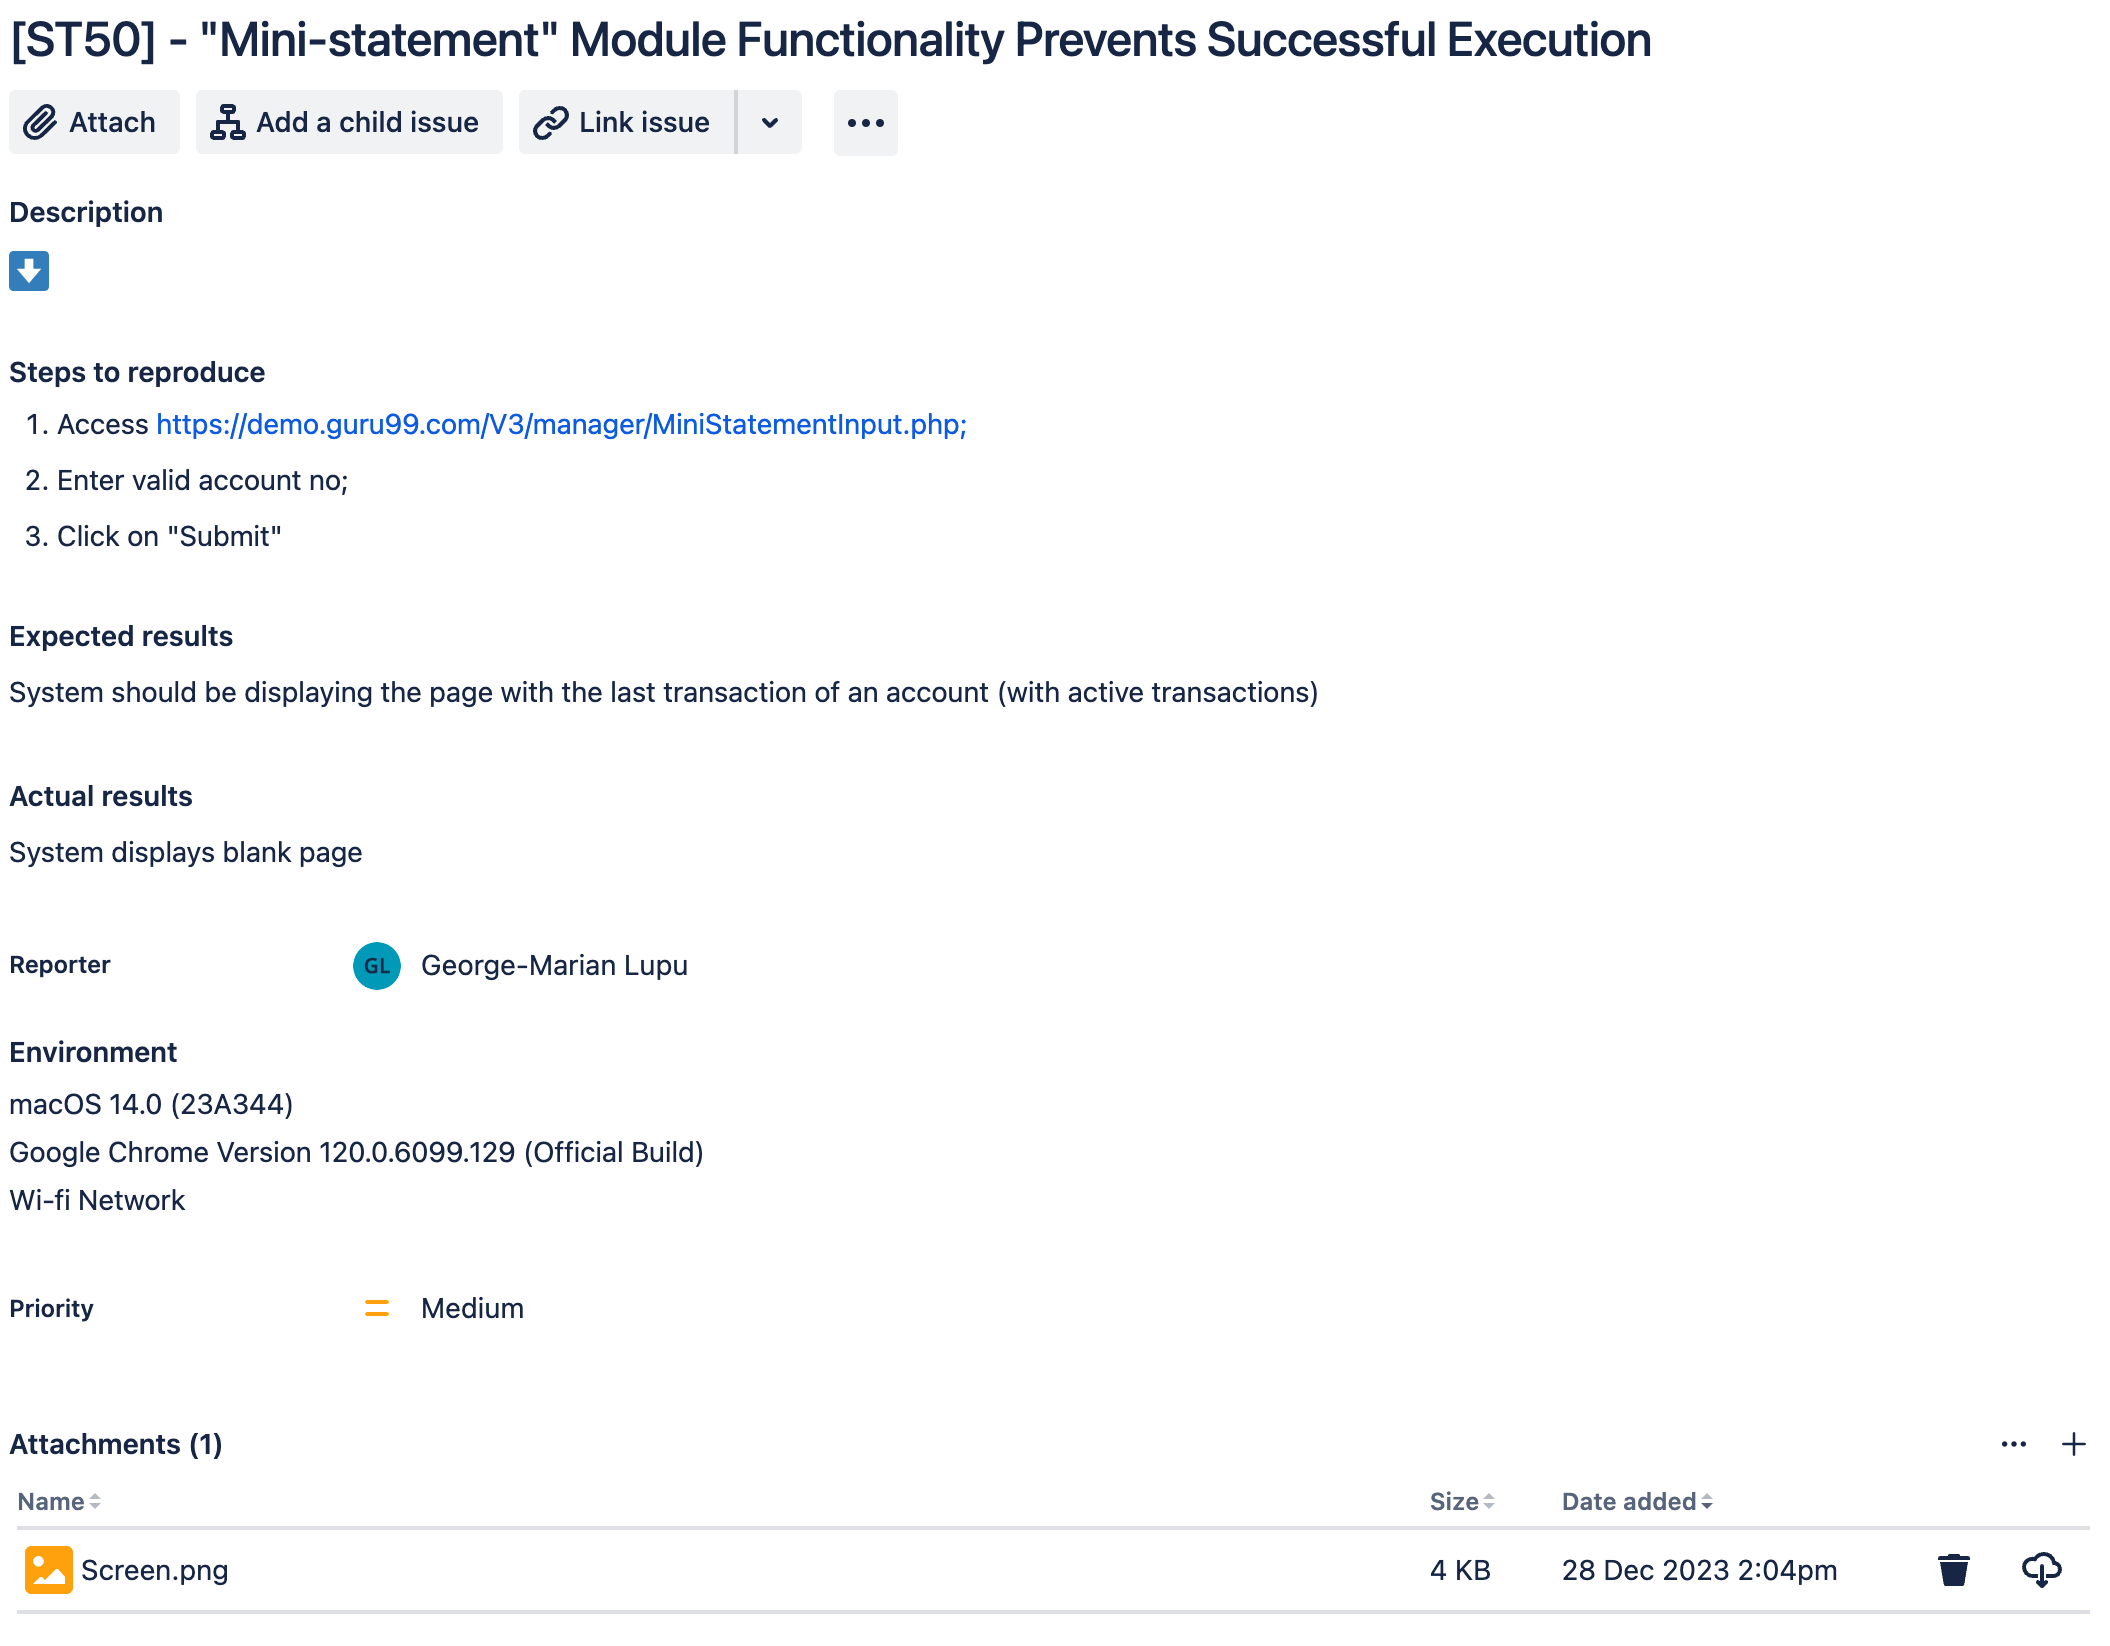 [ST50] - "Mini-statement" Module Functionality Prevents Successful Execution
Attach
Add a child issue
Link issue
Description
Steps to reproduce
1. Access https://demo.guru99.com/V3/manager/MiniStatementInput.php;
2. Enter valid account no;
3. Click on "Submit"
Expected results
System should be displaying the page with the last transaction of an account (with active transactions)
Actual results
System displays blank page
Reporter GL George-Marian Lupu
Environment
macOS 14.0 (23A344)
Google Chrome Version 120.0.6099.129 (Official Build)
Wi-fi Network
Priority Medium
Attachments (1)
Name Size Date added
Screen.png 4 KB 28 Dec 2023 2:04pm